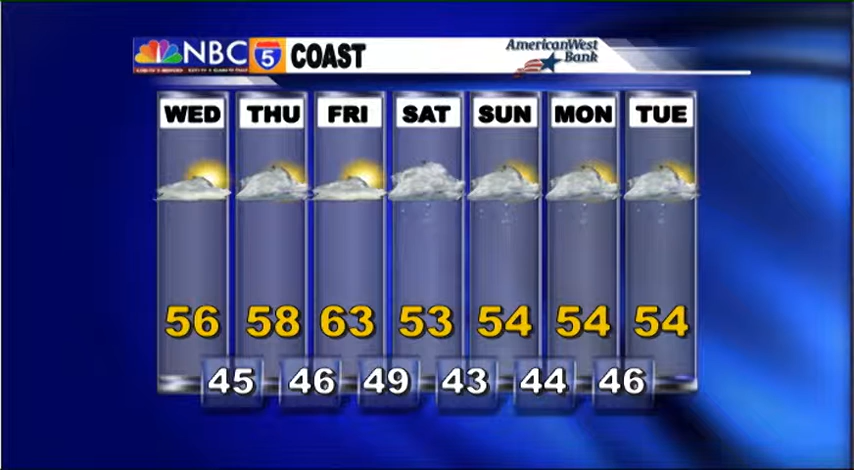 NBC 5 COAST
AmericanWest
Bank
WED THU FRI SAT SUN MON TUE
56 58 63 53 54 54 54
45 46 49 43 44 46